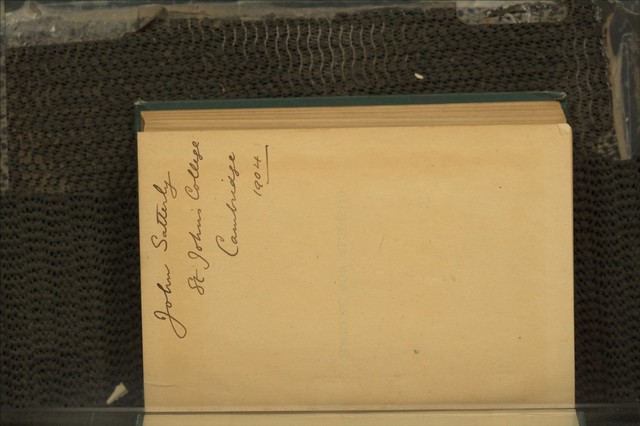 John Satterly
St. John's College
Cambridge
1904